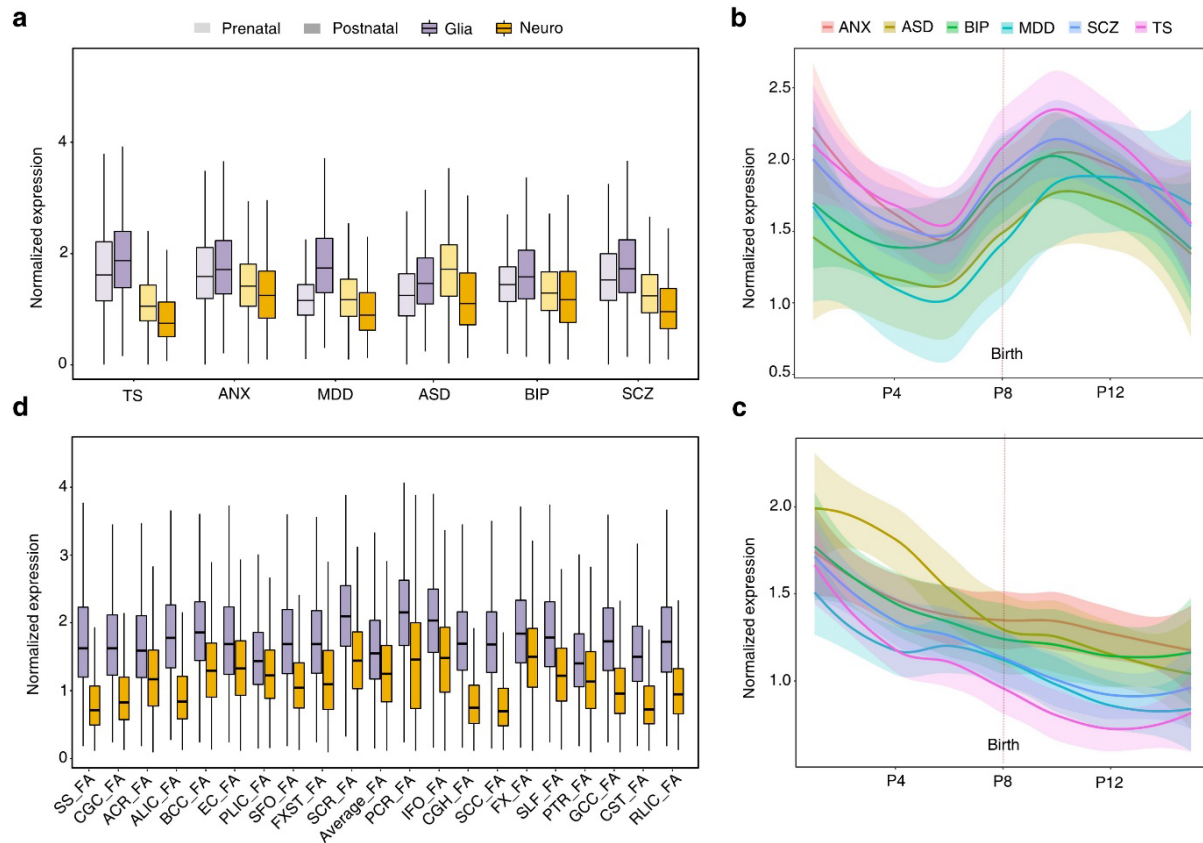 a
Prenatal Postnatal Glia Neuro
Normalized expression
4
2
0
TS ANX MDD ASD BIP SCZ
b
ANX ASD BIP MDD SCZ TS
Normalized expression
2.5
2.0
1.5
1.0
0.5
Birth
P4 P8 P12
d
Normalized expression
4
3
2
1
0
SS_FA CGC_FA ACR_FA ALIC_FA BCC_FA EC_FA PLIC_FA SFO_FA FXST_FA SCR_FA Average_FA PCR_FA IFO_FA CGH_FA SCC_FA FX_FA SLF_FA PTR_FA GCC_FA CST_FA RLIC_FA
c
Normalized expression
2.0
1.5
1.0
Birth
P4 P8 P12